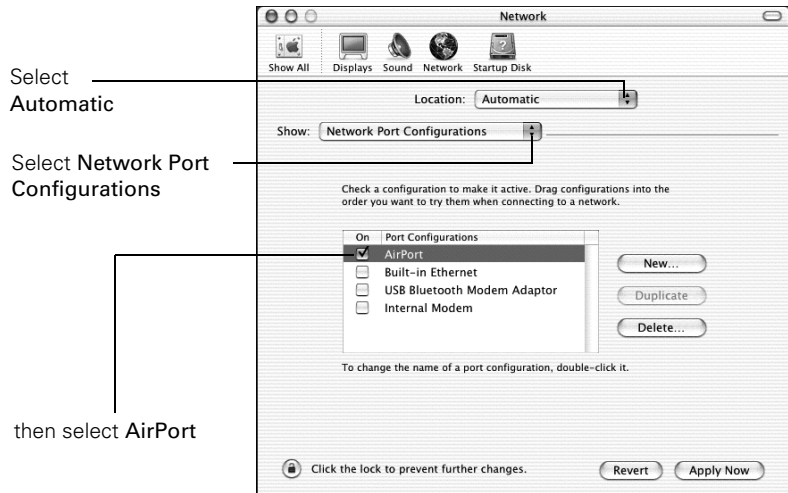 Network
Show All Displays Sound Network Startup Disk
Select
Automatic
Location: Automatic
Show: Network Port Configurations
Select Network Port
Configurations
Check a configuration to make it active. Drag configurations into the
order you want to try them when connecting to a network.
On Port Configurations
AirPort
Built-in Ethernet
USB Bluetooth Modem Adaptor
Internal Modem
New...
Duplicate
Delete...
To change the name of a port configuration, double-click it.
then select AirPort
Click the lock to prevent further changes.
Revert Apply Now